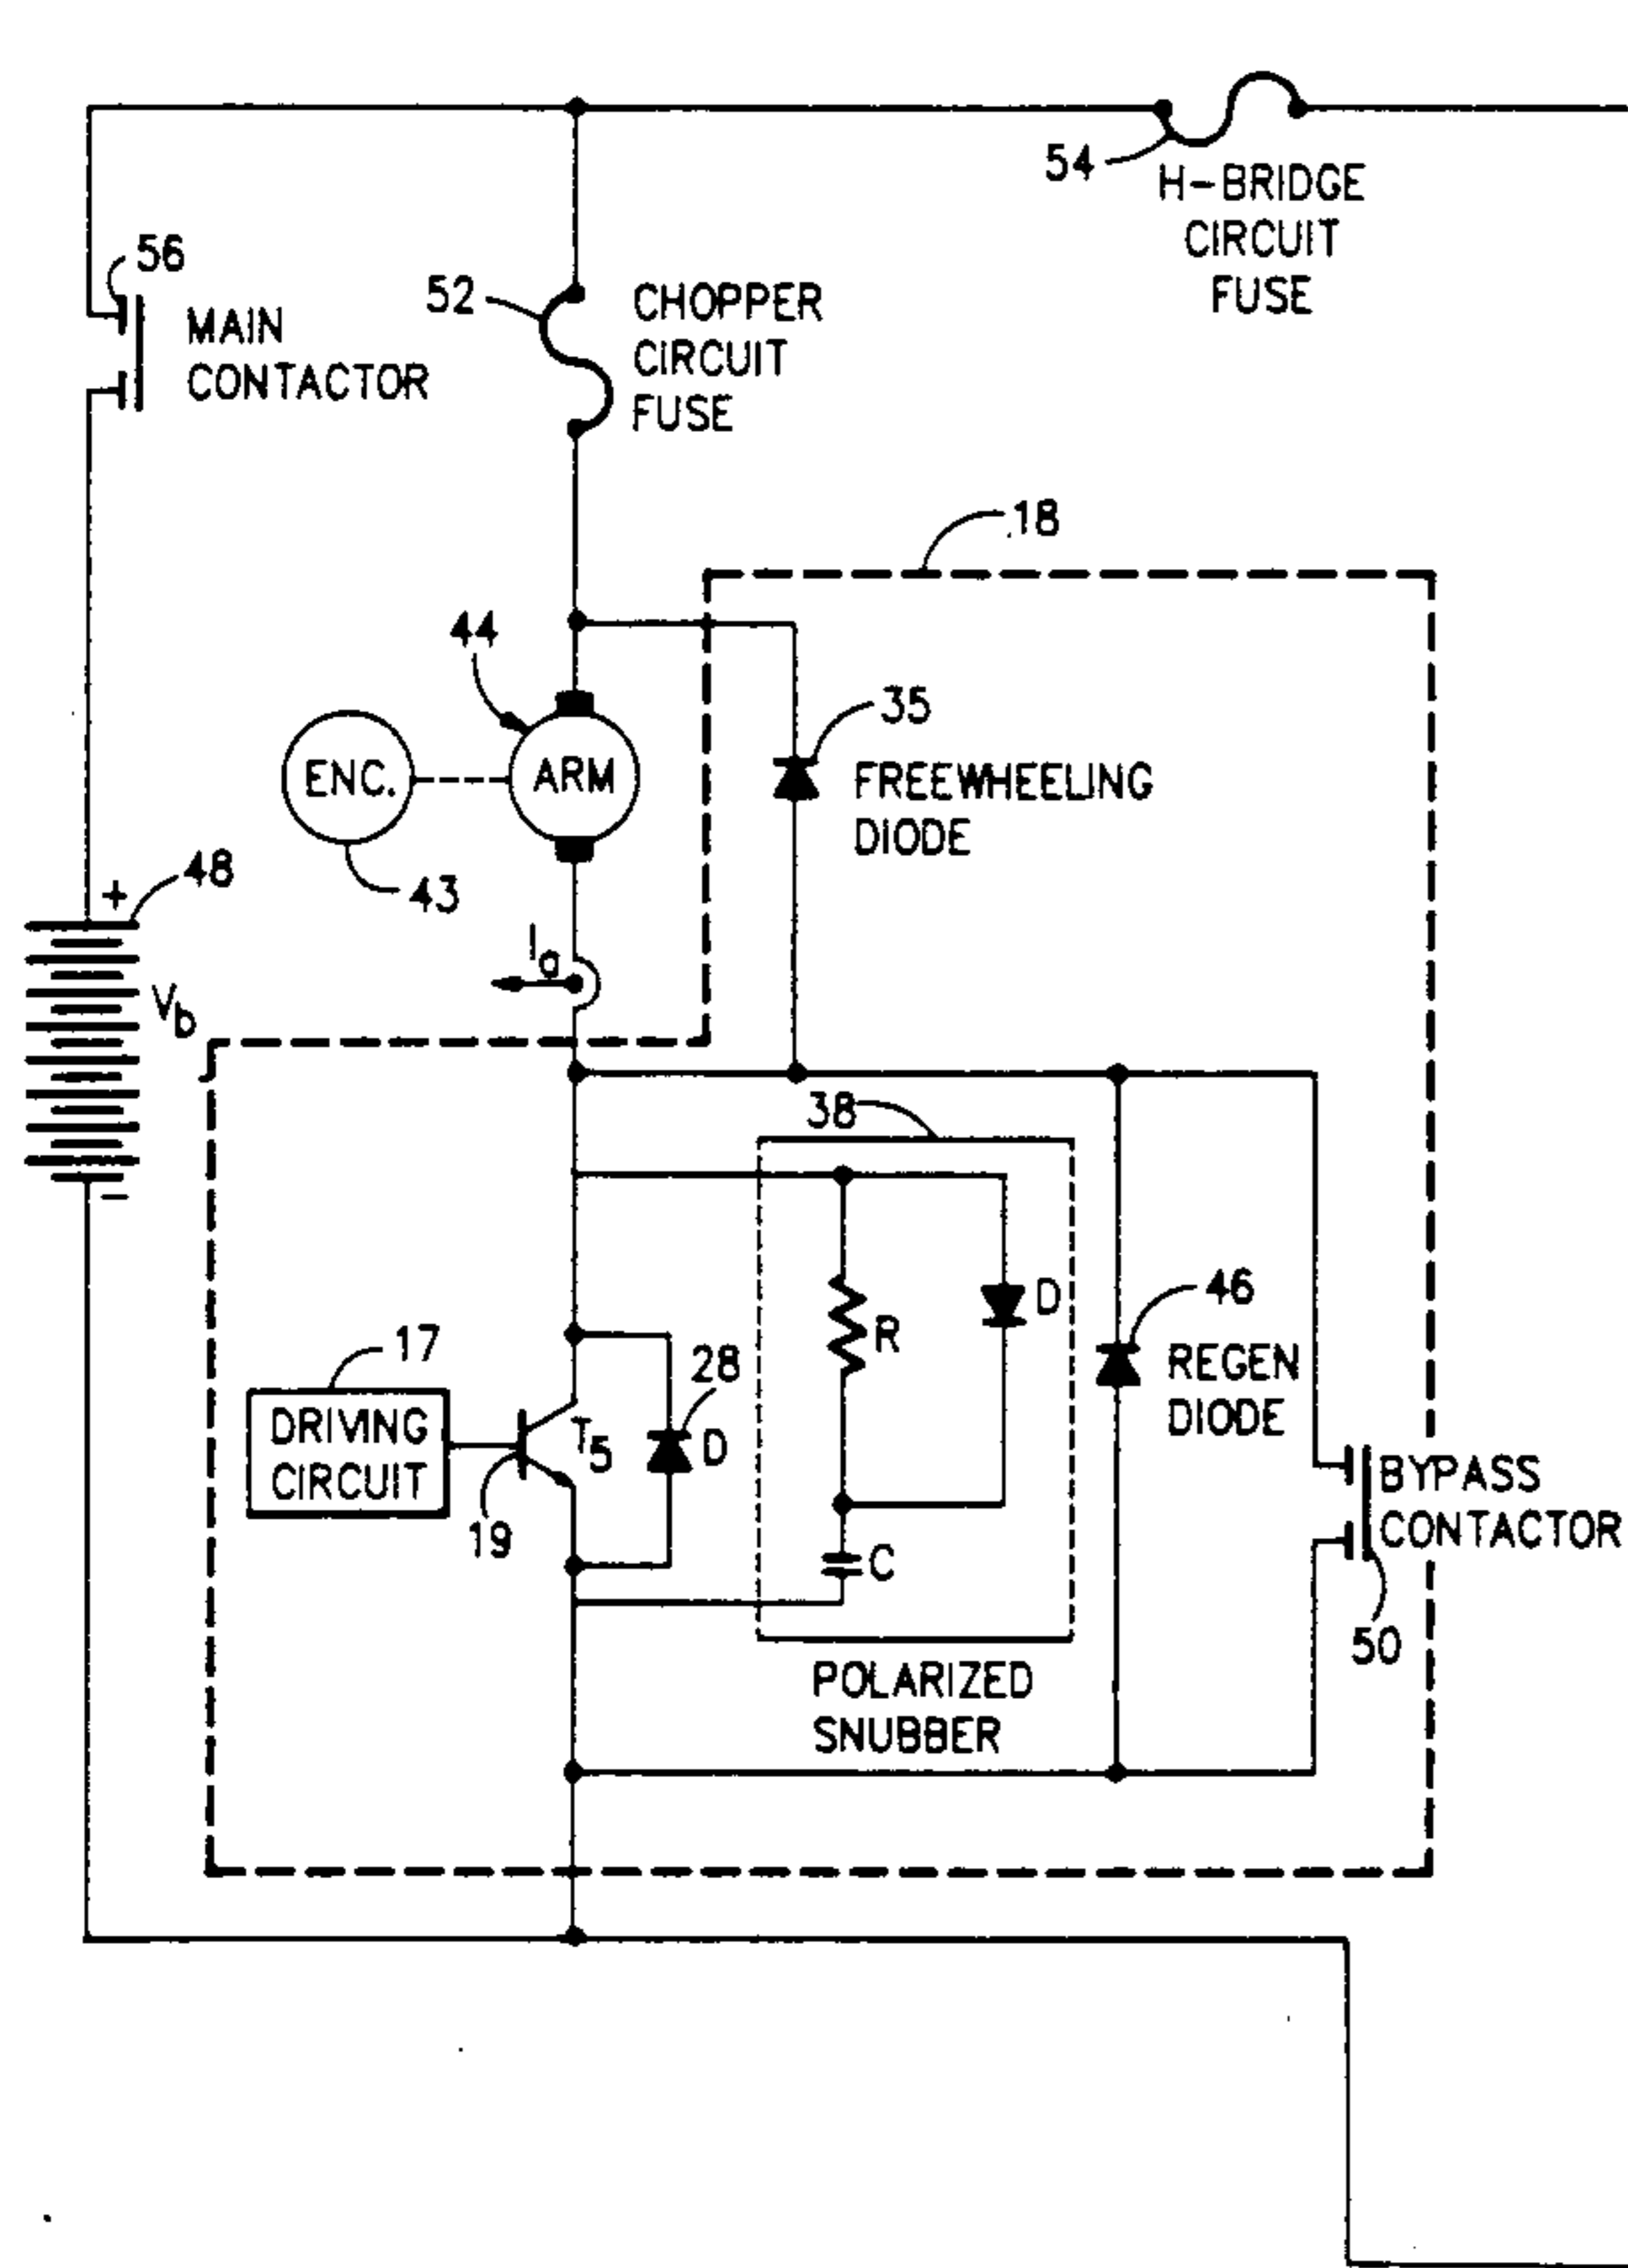 54
H-BRIDGE
CIRCUIT
FUSE
56
MAIN
CONTACTOR
52
CHOPPER
CIRCUIT
FUSE
18
44
35
ENC.
ARM
FREEWHEELING
DIODE
43
48
+
Ia
Vb
-
38
R
D
46
REGEN
DIODE
17
DRIVING
CIRCUIT
T5
28
D
19
C
BYPASS
CONTACTOR
50
POLARIZED
SNUBBER